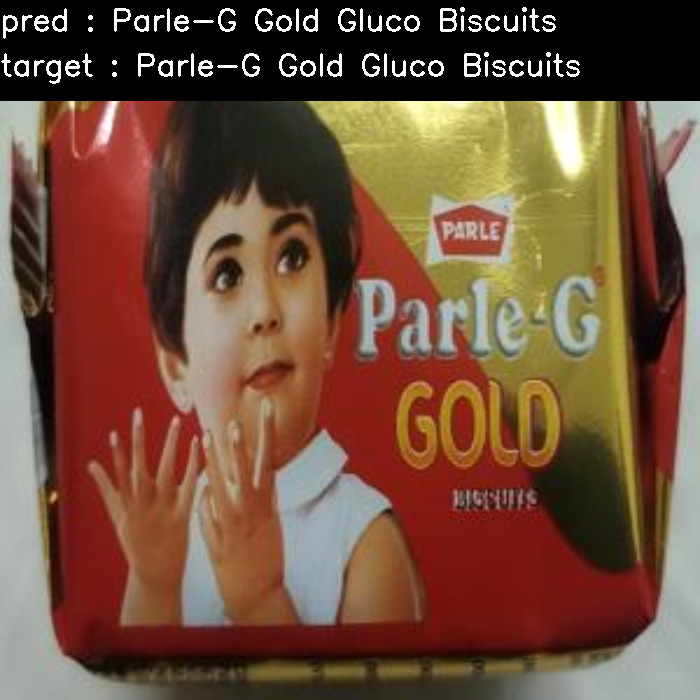 pred : Parle-G Gold Gluco Biscuits
target : Parle-G Gold Gluco Biscuits
PARLE
Parle-G
GOLD
BISCUITS